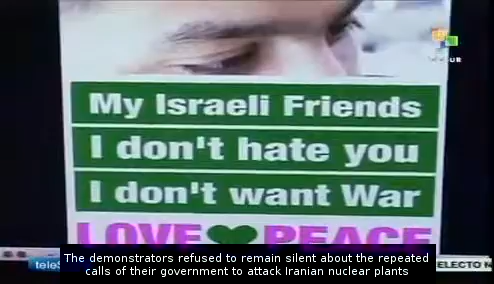 My Israeli Friends
I don't hate you
I don't want War
LOVE PEACE
The demonstrators refused to remain silent about the repeated
calls of their government to attack Iranian nuclear plants
ELECTO N